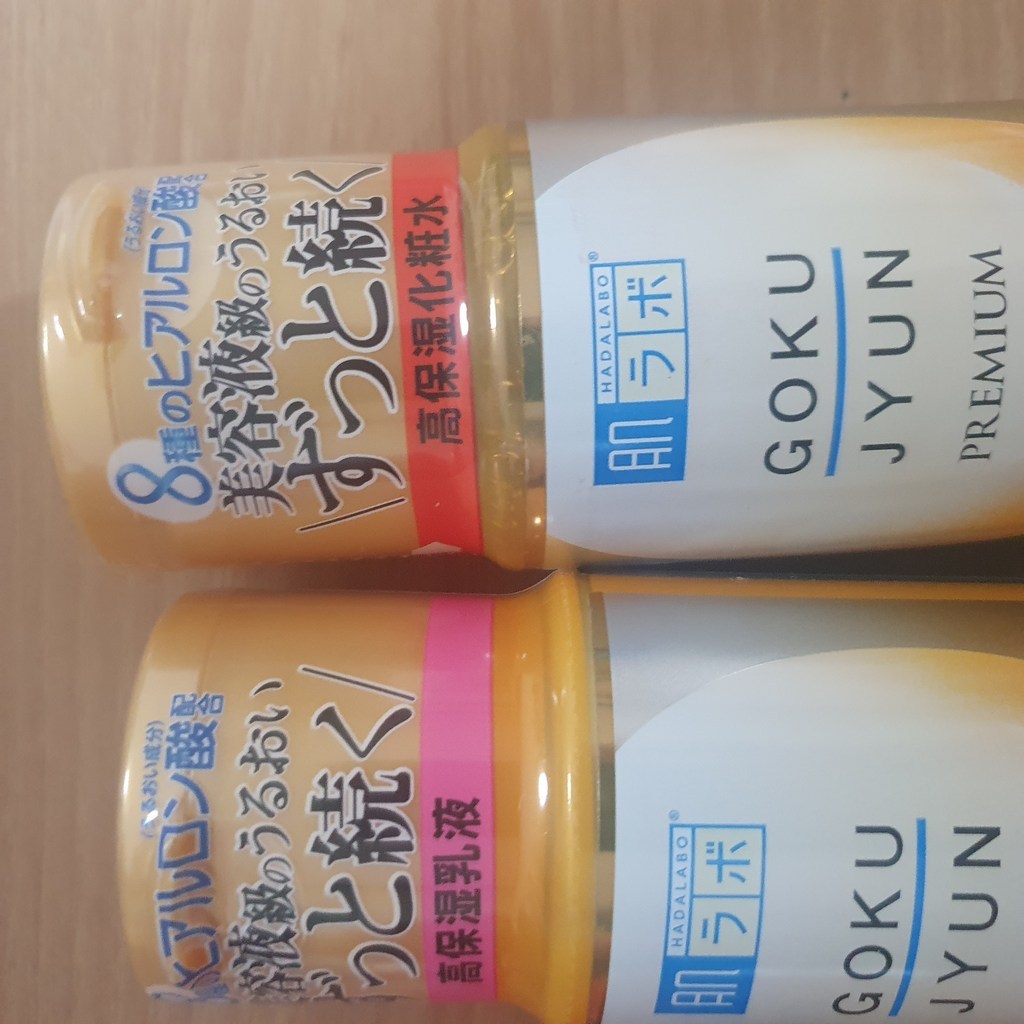 (うるおい成分)
8種のヒアルロン酸配合
美容液級のうるおい
ずっと続く
高保湿化粧水
HADALABO
肌ラボ®
GOKU
JYUN
PREMIUM
(うるおい成分)
ヒアルロン酸配合
容液級のうるおい
ずっと続く
高保湿乳液
HADALABO
肌ラボ®
GOKU
JYUN